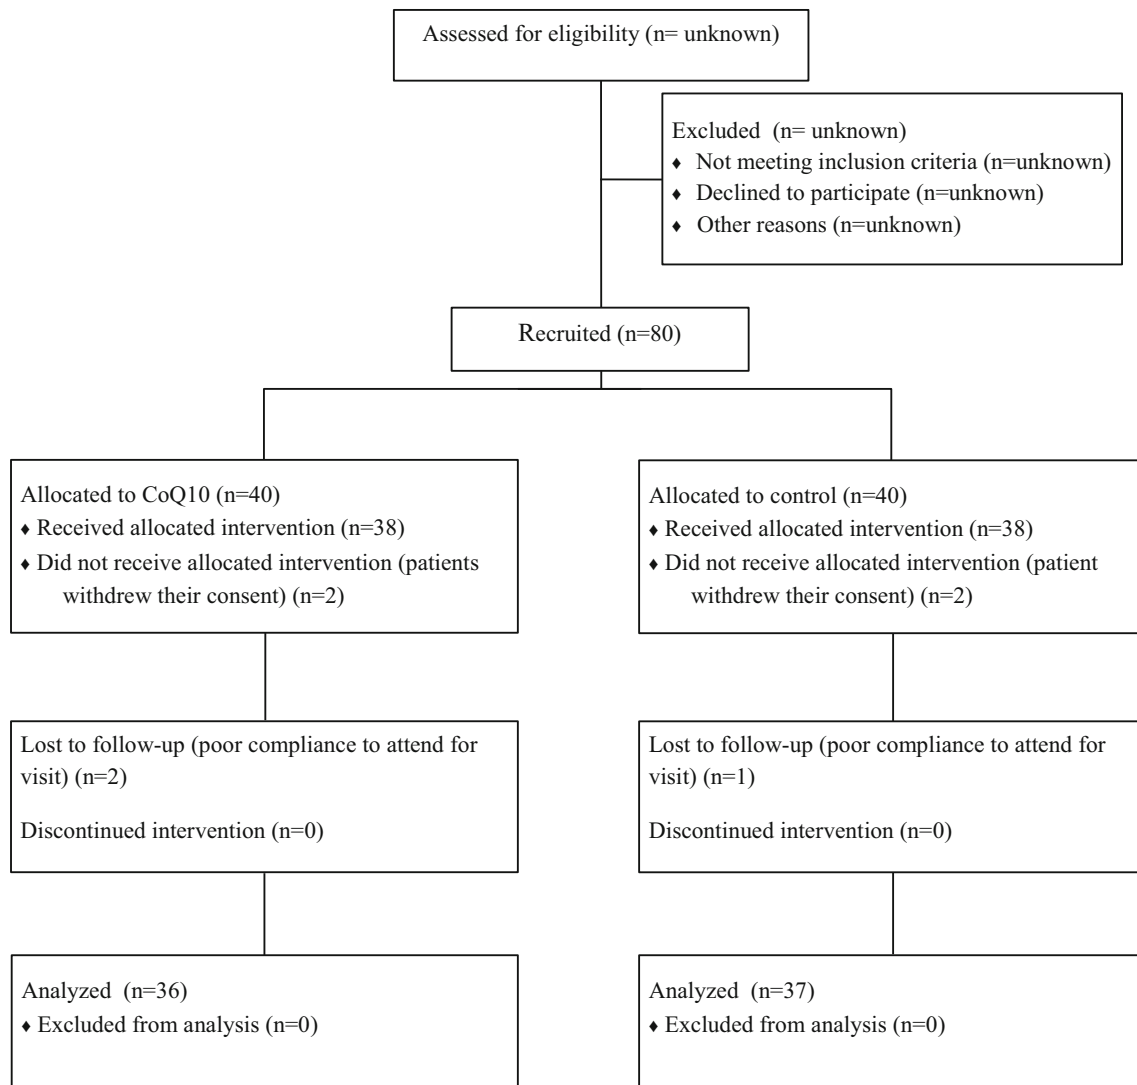 Assessed for eligibility (n= unknown)
Excluded  (n= unknown)
♦ Not meeting inclusion criteria (n=unknown)
♦ Declined to participate (n=unknown)
♦ Other reasons (n=unknown)
Recruited (n=80)
Allocated to CoQ10 (n=40)
♦ Received allocated intervention (n=38)
♦ Did not receive allocated intervention (patients
withdrew their consent) (n=2)
Allocated to control (n=40)
♦ Received allocated intervention (n=38)
♦ Did not receive allocated intervention (patient
withdrew their consent) (n=2)
Lost to follow-up (poor compliance to attend for
visit) (n=2)
Discontinued intervention (n=0)
Lost to follow-up (poor compliance to attend for
visit) (n=1)
Discontinued intervention (n=0)
Analyzed  (n=36)
♦ Excluded from analysis (n=0)
Analyzed  (n=37)
♦ Excluded from analysis (n=0)